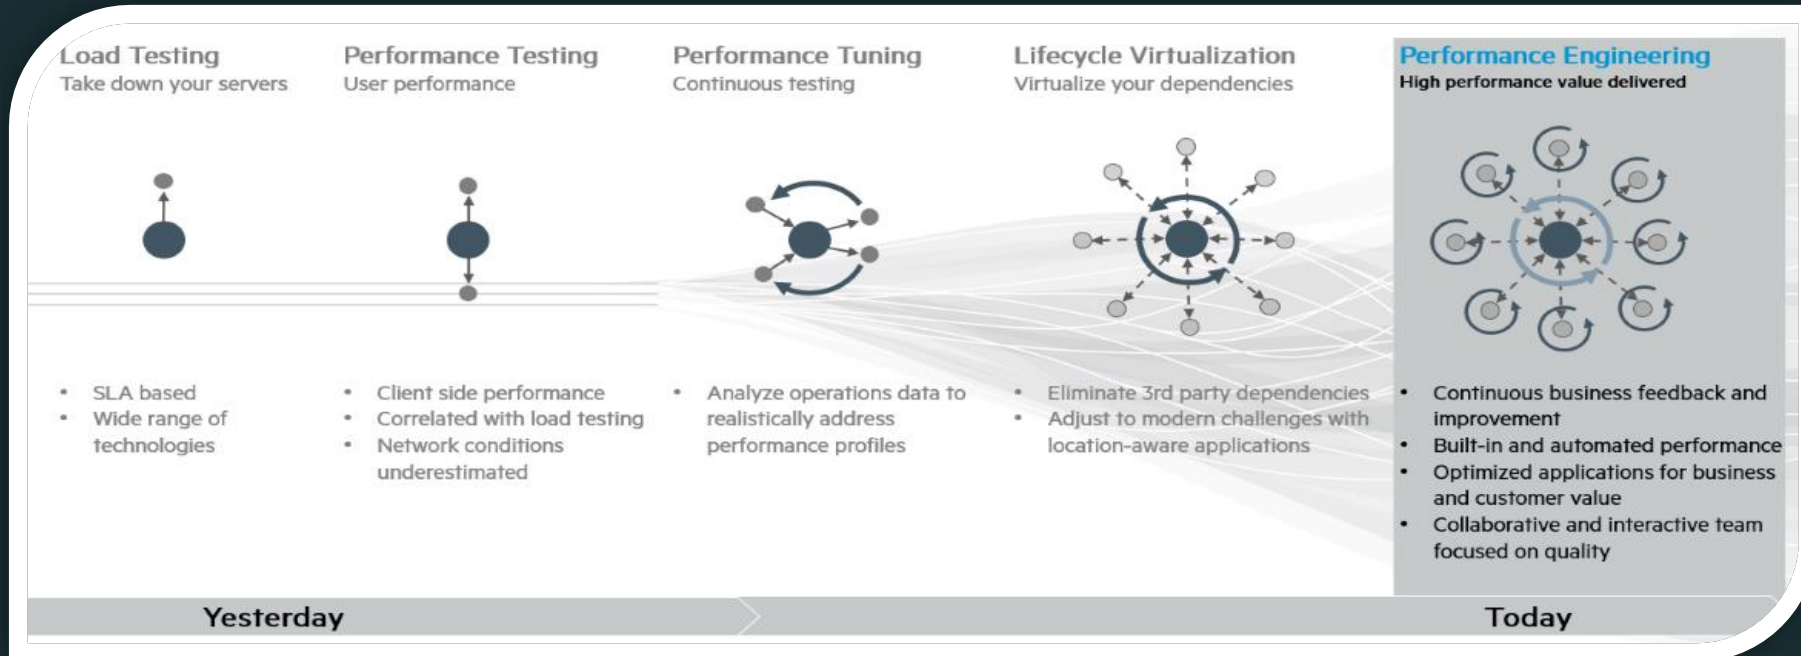 Load Testing
Take down your servers
• SLA based
• Wide range of
technologies
Performance Testing
User performance
• Client side performance
• Correlated with load testing
• Network conditions
underestimated
Performance Tuning
Continuous testing
• Analyze operations data to
realistically address
performance profiles
Lifecycle Virtualization
Virtualize your dependencies
• Eliminate 3rd party dependencies
• Adjust to modern challenges with
location-aware applications
Performance Engineering
High performance value delivered
• Continuous business feedback and
improvement
• Built-in and automated performance
• Optimized applications for business
and customer value
• Collaborative and interactive team
focused on quality
Yesterday
Today